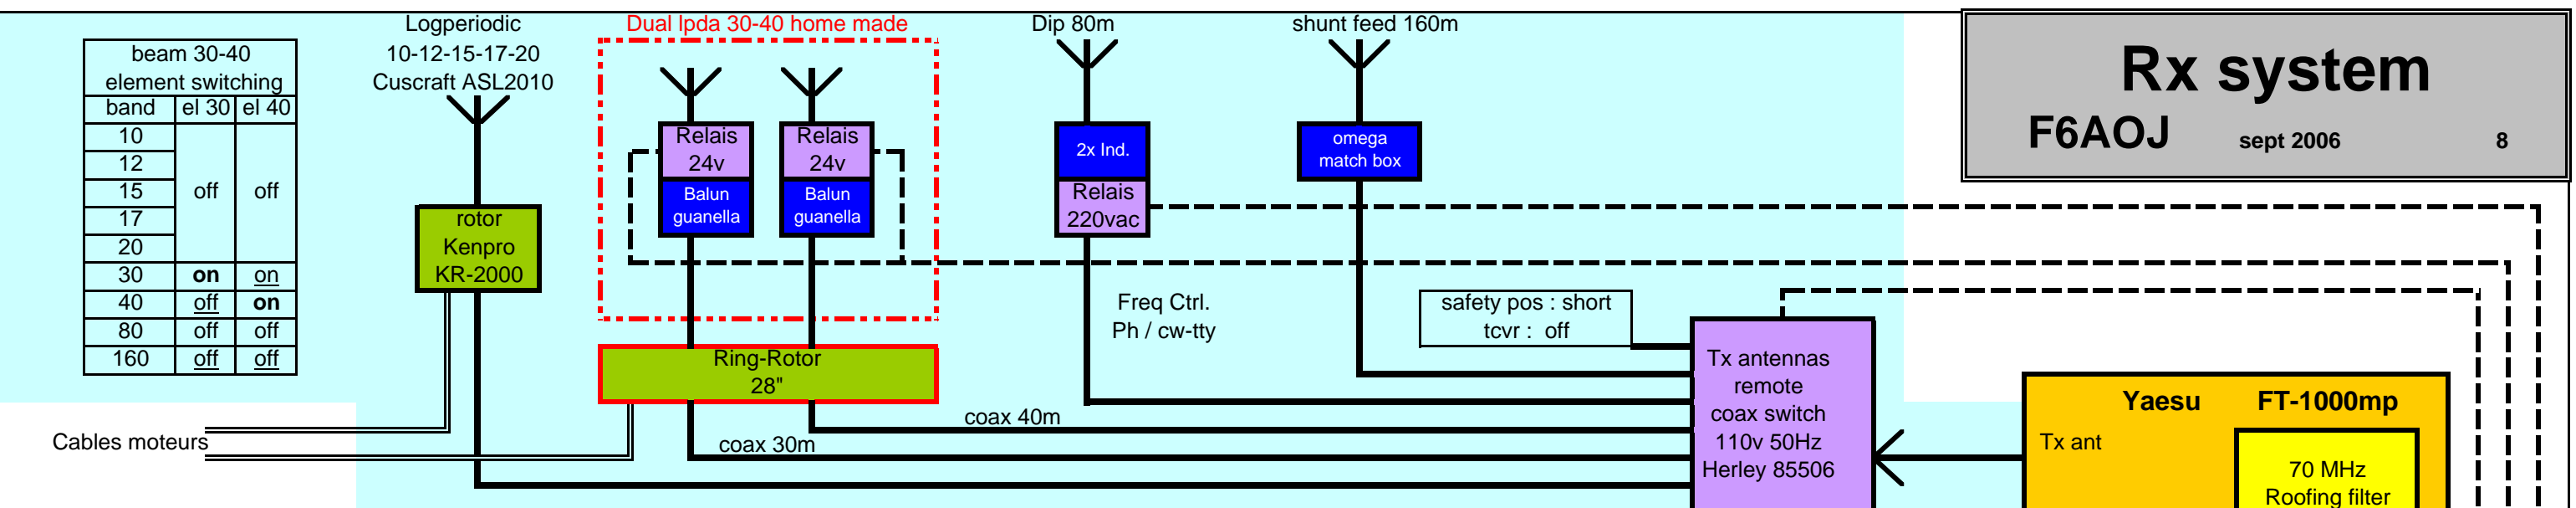 beam 30-40
element switching
band el 30 el 40
10
12
15 off off
17
20
30 on on
40 off on
80 off off
160 off off
Logperiodic
10-12-15-17-20
Cuscraft ASL2010
rotor
Kenpro
KR-2000
Cables moteurs
Dual lpda 30-40 home made
Relais
24v
Balun
guanella
Relais
24v
Balun
guanella
Ring-Rotor
28"
coax 40m
coax 30m
Dip 80m
2x Ind.
Relais
220vac
Freq Ctrl.
Ph / cw-tty
shunt feed 160m
omega
match box
safety pos : short
tcvr : off
Tx antennas
remote
coax switch
110v 50Hz
Herley 85506
Rx system
F6AOJ sept 2006 8
Yaesu FT-1000mp
Tx ant
70 MHz
Roofing filter